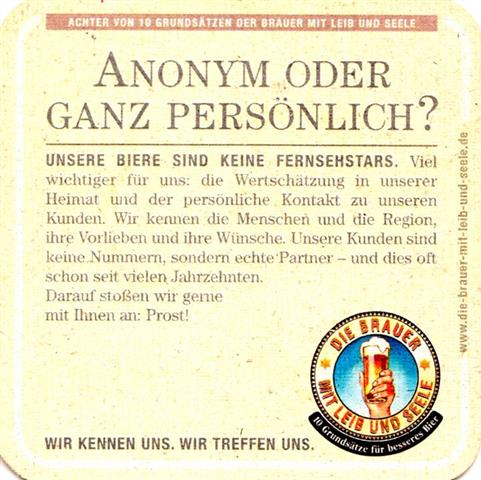 ACHTER VON 10 GRUNDSÄTZEN DER BRAUER MIT LEIB UND SEELE
ANONYM ODER
GANZ PERSÖNLICH?
UNSERE BIERE SIND KEINE FERNSEHSTARS. Viel
wichtiger für uns: die Wertschätzung in unserer
Heimat und der persönliche Kontakt zu unseren
Kunden. Wir kennen die Menschen und die Region,
ihre Vorlieben und ihre Wünsche. Unsere Kunden sind
keine Nummern, sondern echte Partner – und dies oft
schon seit vielen Jahrzehnten.
Darauf stoßen wir gerne
mit Ihnen an: Prost!
www.die-brauer-mit-leib-und-seele.de
DIE BRAUER
MIT LEIB UND SEELE
10 Grundsätze für besseres Bier
WIR KENNEN UNS. WIR TREFFEN UNS.